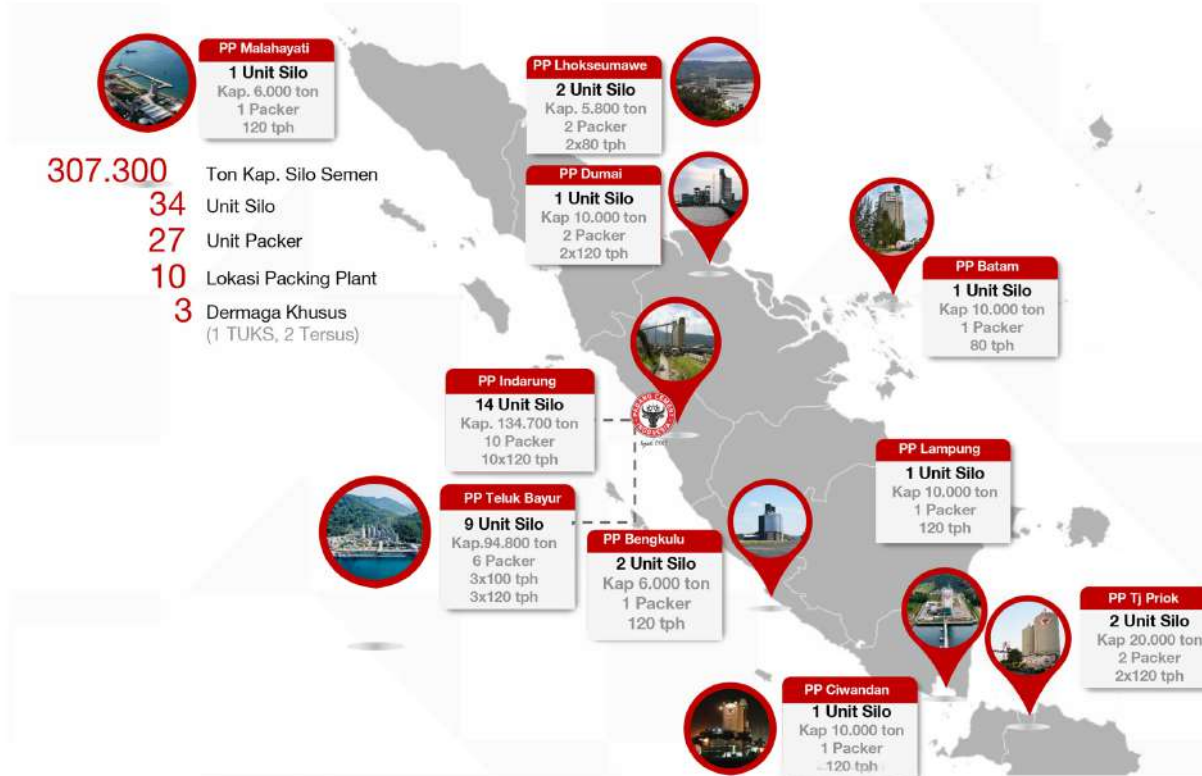 PP Malahayati
1 Unit Silo
Kap. 6.000 ton
1 Packer
120 tph
PP Lhokseumawe
2 Unit Silo
Kap. 5.800 ton
2 Packer
2x80 tph
307.300 Ton Kap. Silo Semen
34 Unit Silo
27 Unit Packer
10 Lokasi Packing Plant
3 Dermaga Khusus
(1 TUKS, 2 Tersus)
PP Dumai
1 Unit Silo
Kap 10.000 ton
2 Packer
2x120 tph
PP Batam
1 Unit Silo
Kap 10.000 ton
1 Packer
80 tph
PP Indarung
14 Unit Silo
Kap. 134.700 ton
10 Packer
10x120 tph
PADANG CEMENT
INDONESIA
PP Lampung
1 Unit Silo
Kap 10.000 ton
1 Packer
120 tph
PP Teluk Bayur
9 Unit Silo
Kap.94.800 ton
6 Packer
3x100 tph
3x120 tph
PP Bengkulu
2 Unit Silo
Kap 6.000 ton
1 Packer
120 tph
PP Tj Priok
2 Unit Silo
Kap 20.000 ton
2 Packer
2x120 tph
PP Ciwandan
1 Unit Silo
Kap 10.000 ton
1 Packer
120 tph